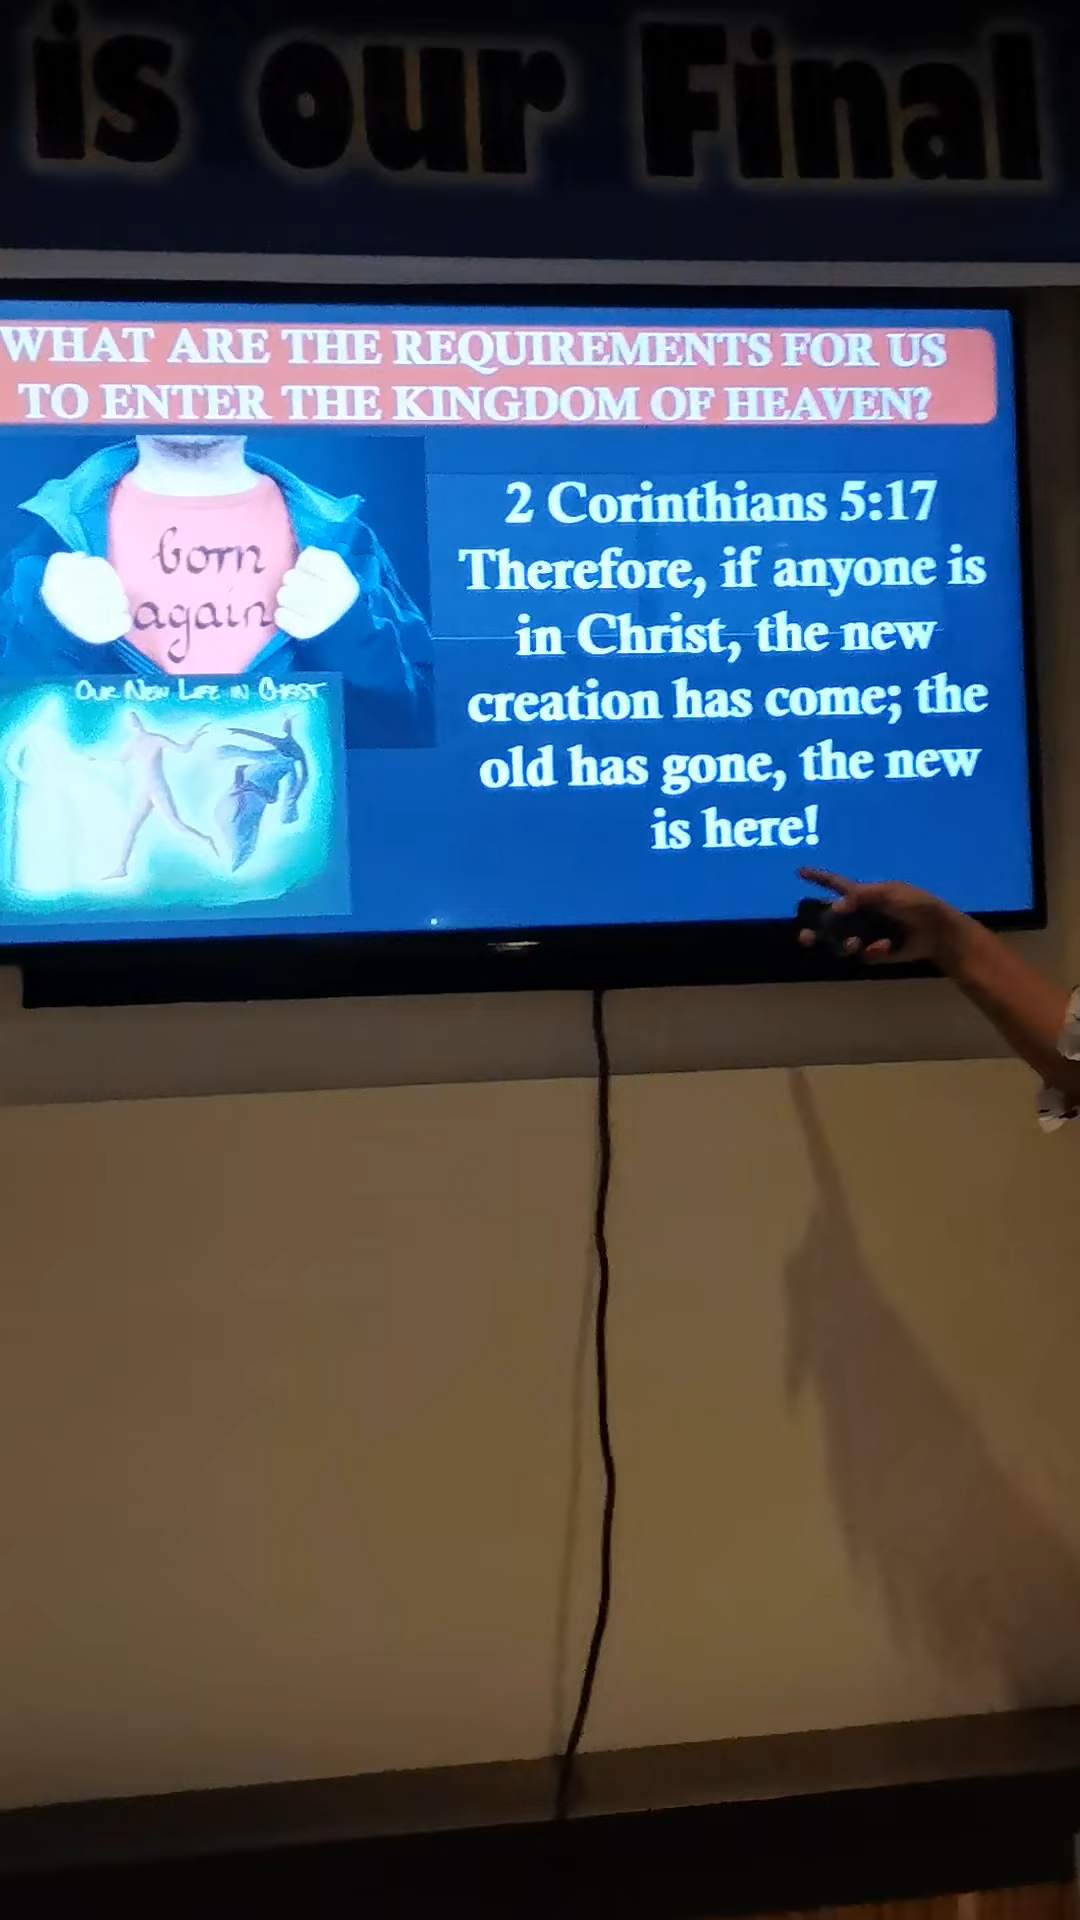 is our Final
WHAT ARE THE REQUIREMENTS FOR US
TO ENTER THE KINGDOM OF HEAVEN?
born
again
OUR NEW LIFE IN CHRIST
2 Corinthians 5:17
Therefore, if anyone is
in Christ, the new
creation has come; the
old has gone, the new
is here!